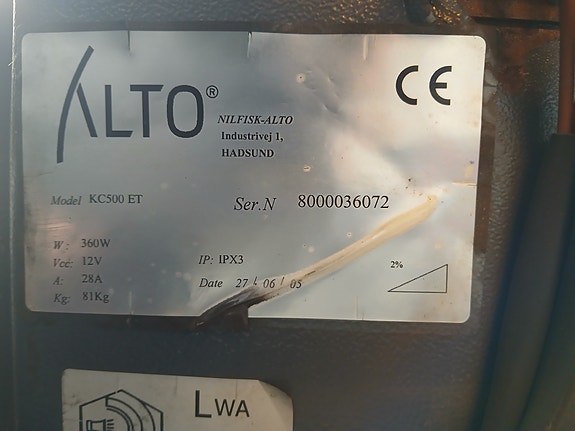 ALTO®
CE
NILFISK-ALTO
Industrivej 1,
HADSUND
Model KC500 ET
Ser.N 8000036072
W: 360W
Vcc: 12V
A: 28A
Kg: 81Kg
IP: IPX3
Date 27/06/05
2%
LWA